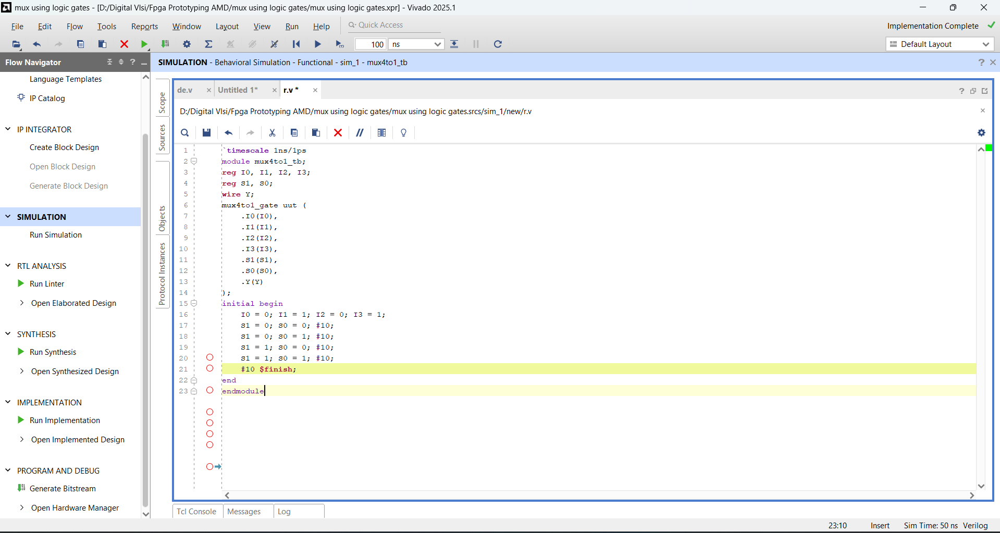 mux using logic gates - [D:/Digital Vlsi/Fpga Prototyping AMD/mux using logic gates/mux using logic gates.xpr] - Vivado 2025.1
File Edit Flow Tools Reports Window Layout View Run Help Quick Access
Implementation Complete
100 ns
Default Layout
Flow Navigator
SIMULATION - Behavioral Simulation - Functional - sim_1 - mux4to1_tb
Language Templates
IP Catalog
IP INTEGRATOR
Create Block Design
Open Block Design
Generate Block Design
SIMULATION
Run Simulation
RTL ANALYSIS
Run Linter
Open Elaborated Design
SYNTHESIS
Run Synthesis
Open Synthesized Design
IMPLEMENTATION
Run Implementation
Open Implemented Design
PROGRAM AND DEBUG
Generate Bitstream
Open Hardware Manager
Scope
Sources
Objects
Protocol Instances
de.v Untitled 1* r.v *
D:/Digital Vlsi/Fpga Prototyping AMD/mux using logic gates/mux using logic gates.srcs/sim_1/new/r.v
1 `timescale 1ns/1ps
2 module mux4to1_tb;
3 reg I0, I1, I2, I3;
4 reg S1, S0;
5 wire Y;
6 mux4to1_gate uut (
7 .I0(I0),
8 .I1(I1),
9 .I2(I2),
10 .I3(I3),
11 .S1(S1),
12 .S0(S0),
13 .Y(Y)
14 );
15 initial begin
16 I0 = 0; I1 = 1; I2 = 0; I3 = 1;
17 S1 = 0; S0 = 0; #10;
18 S1 = 0; S0 = 1; #10;
19 S1 = 1; S0 = 0; #10;
20 S1 = 1; S0 = 1; #10;
21 #10 $finish;
22 end
23 endmodule
Tcl Console Messages Log
23:10 Insert Sim Time: 50 ns Verilog